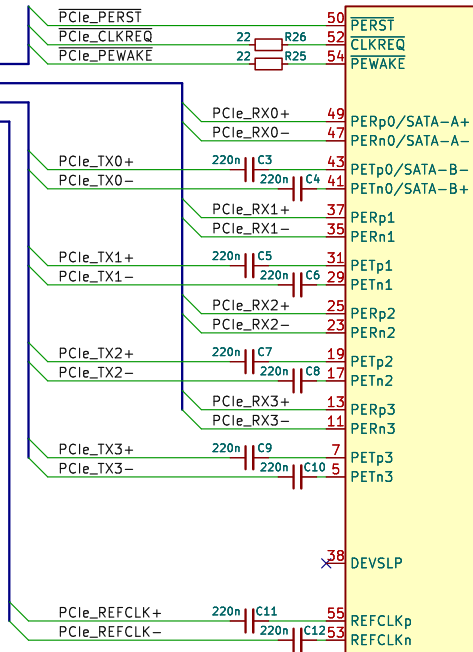 PCIe_PERST 50 PERST
PCIe_CLKREQ 22 R26 52 CLKREQ
PCIe_PEWAKE 22 R25 54 PEWAKE
PCIe_RX0+ 49 PERp0/SATA-A+
PCIe_RX0- 47 PERn0/SATA-A-
PCIe_TX0+ 220n C3 43 PETp0/SATA-B-
PCIe_TX0- 220n C4 41 PETn0/SATA-B+
PCIe_RX1+ 37 PERp1
PCIe_RX1- 35 PERn1
PCIe_TX1+ 220n C5 31 PETp1
PCIe_TX1- 220n C6 29 PETn1
PCIe_RX2+ 25 PERp2
PCIe_RX2- 23 PERn2
PCIe_TX2+ 220n C7 19 PETp2
PCIe_TX2- 220n C8 17 PETn2
PCIe_RX3+ 13 PERp3
PCIe_RX3- 11 PERn3
PCIe_TX3+ 220n C9 7 PETp3
PCIe_TX3- 220n C10 5 PETn3
38 DEVSLP
PCIe_REFCLK+ 220n C11 55 REFCLKp
PCIe_REFCLK- 220n C12 53 REFCLKn